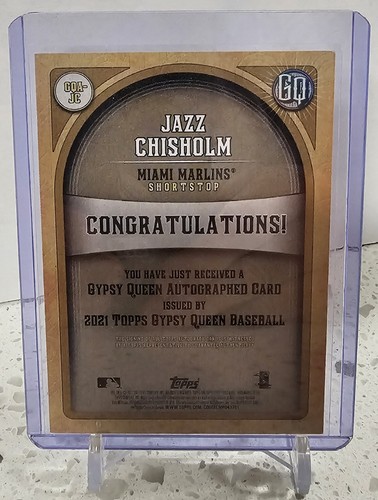 GQA-
JC
GQ
JAZZ
CHISHOLM
MIAMI MARLINS®
SHORTSTOP
CONGRATULATIONS!
YOU HAVE JUST RECEIVED A
GYPSY QUEEN AUTOGRAPHED CARD
ISSUED BY
2021 TOPPS GYPSY QUEEN BASEBALL
TOPPS